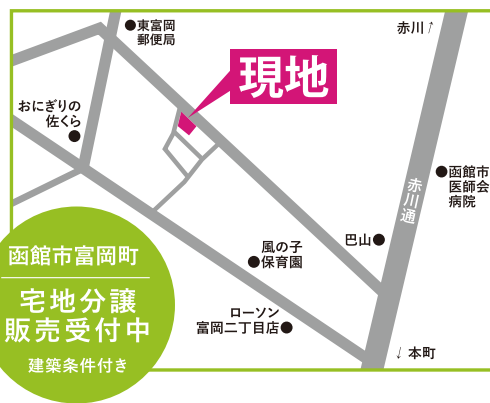 東富岡
郵便局
赤川↑
現地
おにぎりの
佐くら
函館市
医師会
病院
赤川通
巴山
風の子
保育園
函館市富岡町
宅地分譲
販売受付中
建築条件付き
ローソン
富岡二丁目店
↓本町